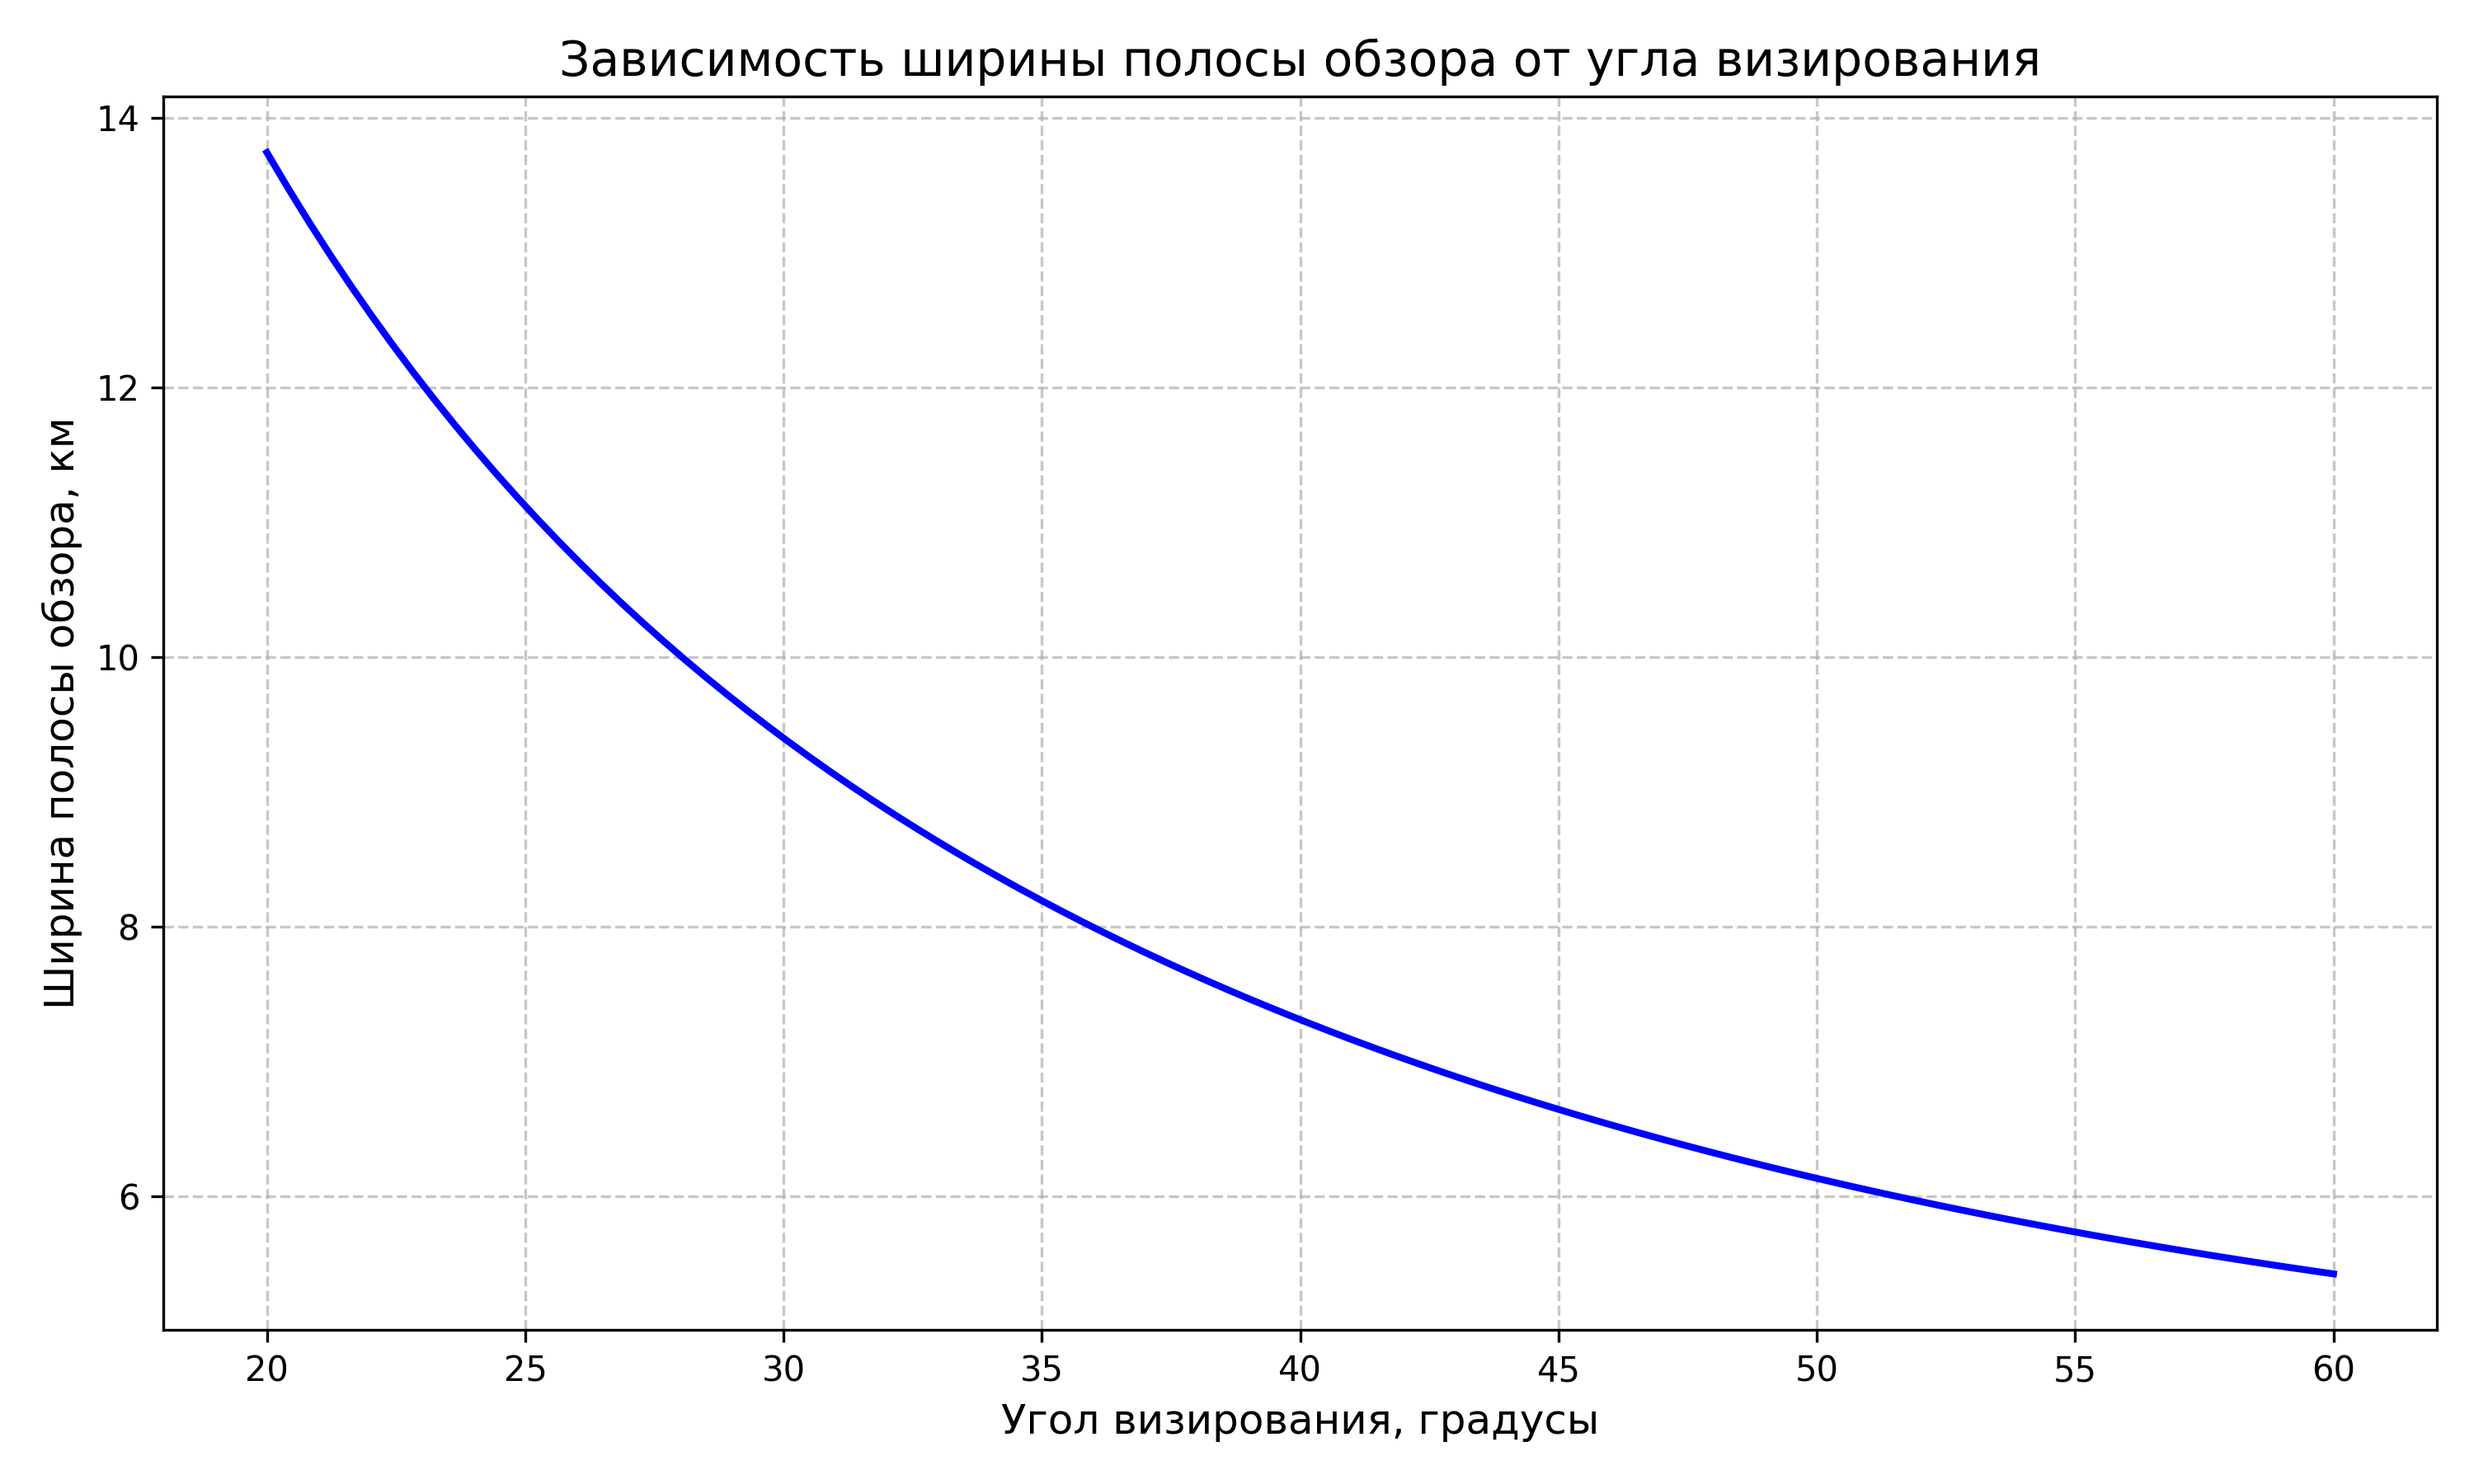 Зависимость ширины полосы обзора от угла визирования
Ширина полосы обзора, км
14
12
10
8
6
20 25 30 35 40 45 50 55 60
Угол визирования, градусы